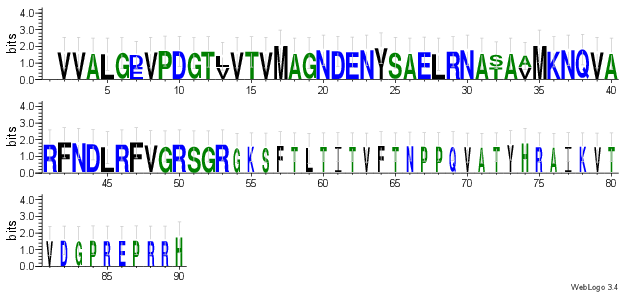 4.0
3.0
2.0
1.0
0.0
bits
VVALGDVPDGTLVTVMAGNDENYSAELRNASAAMKNQVA
E V T V
5 10 15 20 25 30 35 40
4.0
3.0
2.0
1.0
0.0
bits
RFNDLRFVGRSGRGKSFTLTITVFTNPPQVATYHRAIKVT
45 50 55 60 65 70 75 80
4.0
3.0
2.0
1.0
0.0
bits
VDGPREPRRH
85 90
WebLogo 3.4